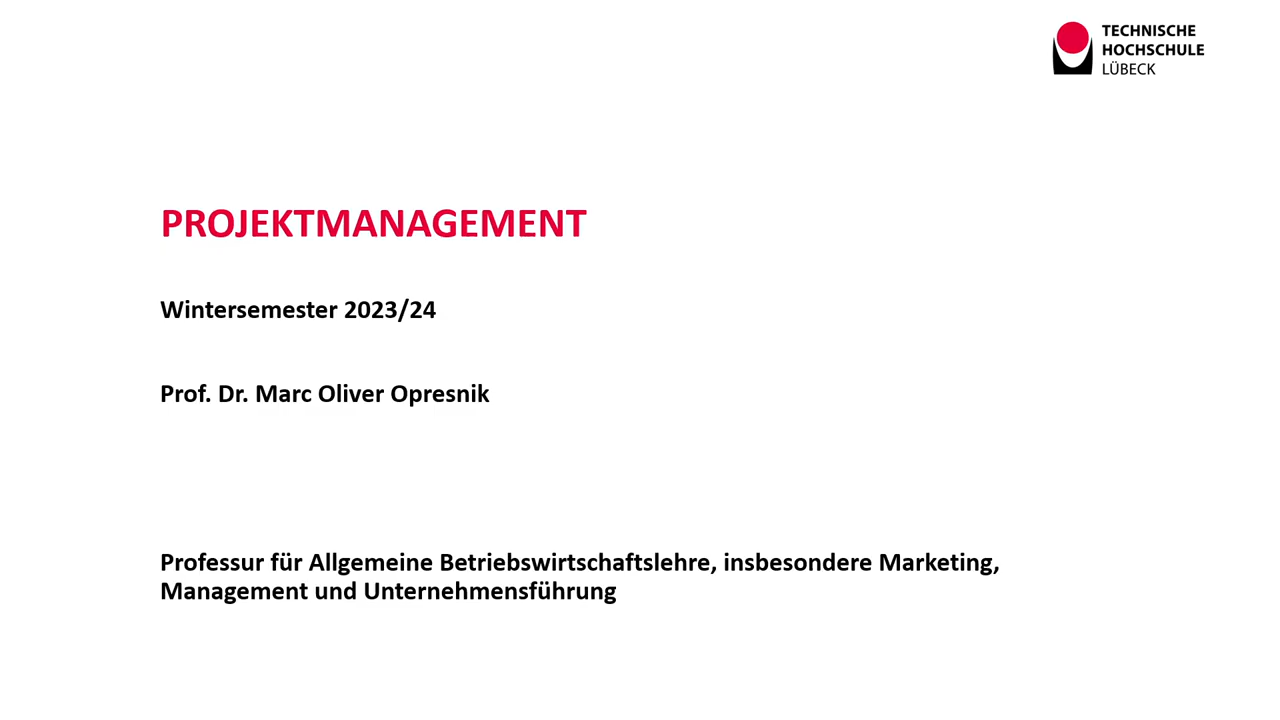 TECHNISCHE
HOCHSCHULE
LÜBECK
PROJEKTMANAGEMENT
Wintersemester 2023/24
Prof. Dr. Marc Oliver Opresnik
Professur für Allgemeine Betriebswirtschaftslehre, insbesondere Marketing,
Management und Unternehmensführung